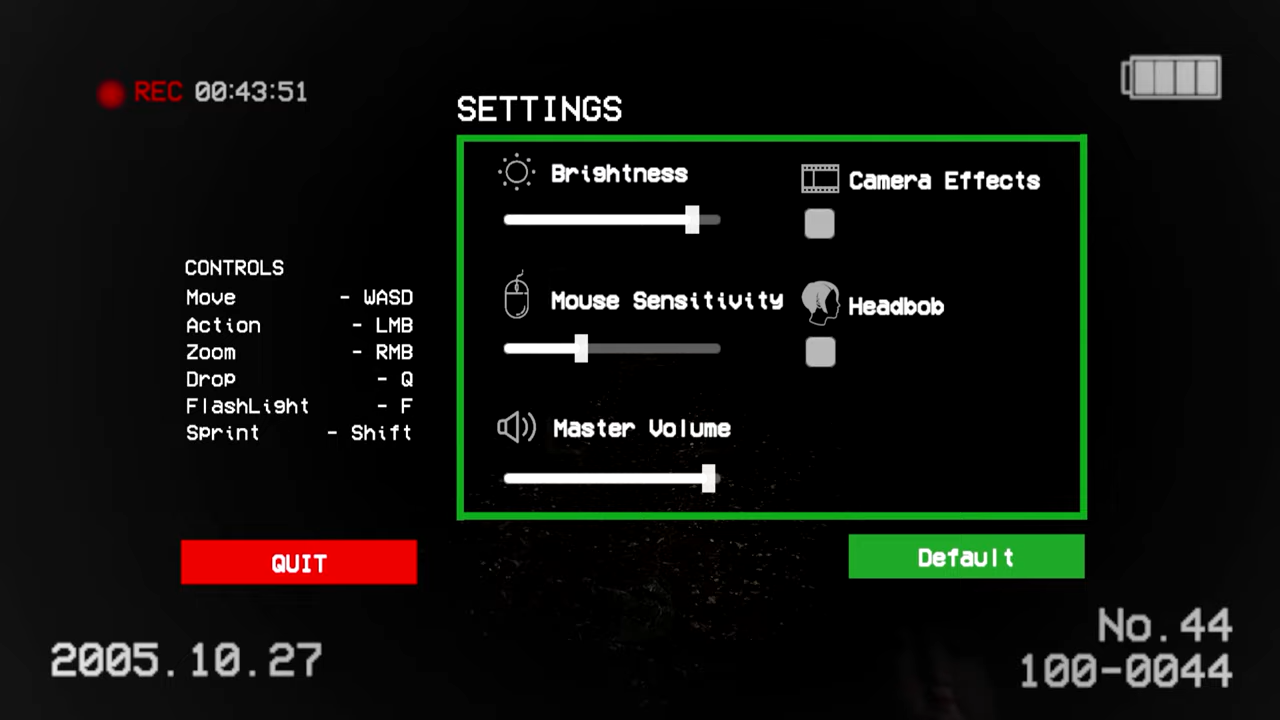 REC 00:43:51
SETTINGS
Brightness
Camera Effects
Mouse Sensitivity
Headbob
Master Volume
CONTROLS
Move - WASD
Action - LMB
Zoom - RMB
Drop - Q
FlashLight - F
Sprint - Shift
QUIT
Default
2005.10.27
No.44
100-0044